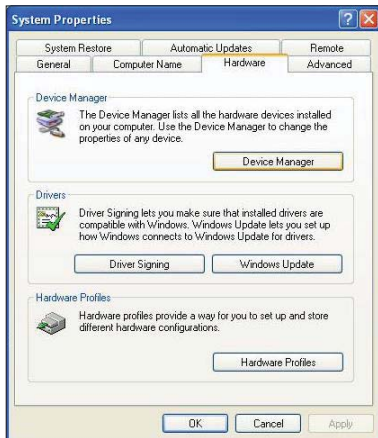 System Properties
System Restore Automatic Updates Remote
General Computer Name Hardware Advanced
Device Manager
The Device Manager lists all the hardware devices installed
on your computer. Use the Device Manager to change the
properties of any device.
Device Manager
Drivers
Driver Signing lets you make sure that installed drivers are
compatible with Windows. Windows Update lets you set up
how Windows connects to Windows Update for drivers.
Driver Signing Windows Update
Hardware Profiles
Hardware profiles provide a way for you to set up and store
different hardware configurations.
Hardware Profiles
OK Cancel Apply